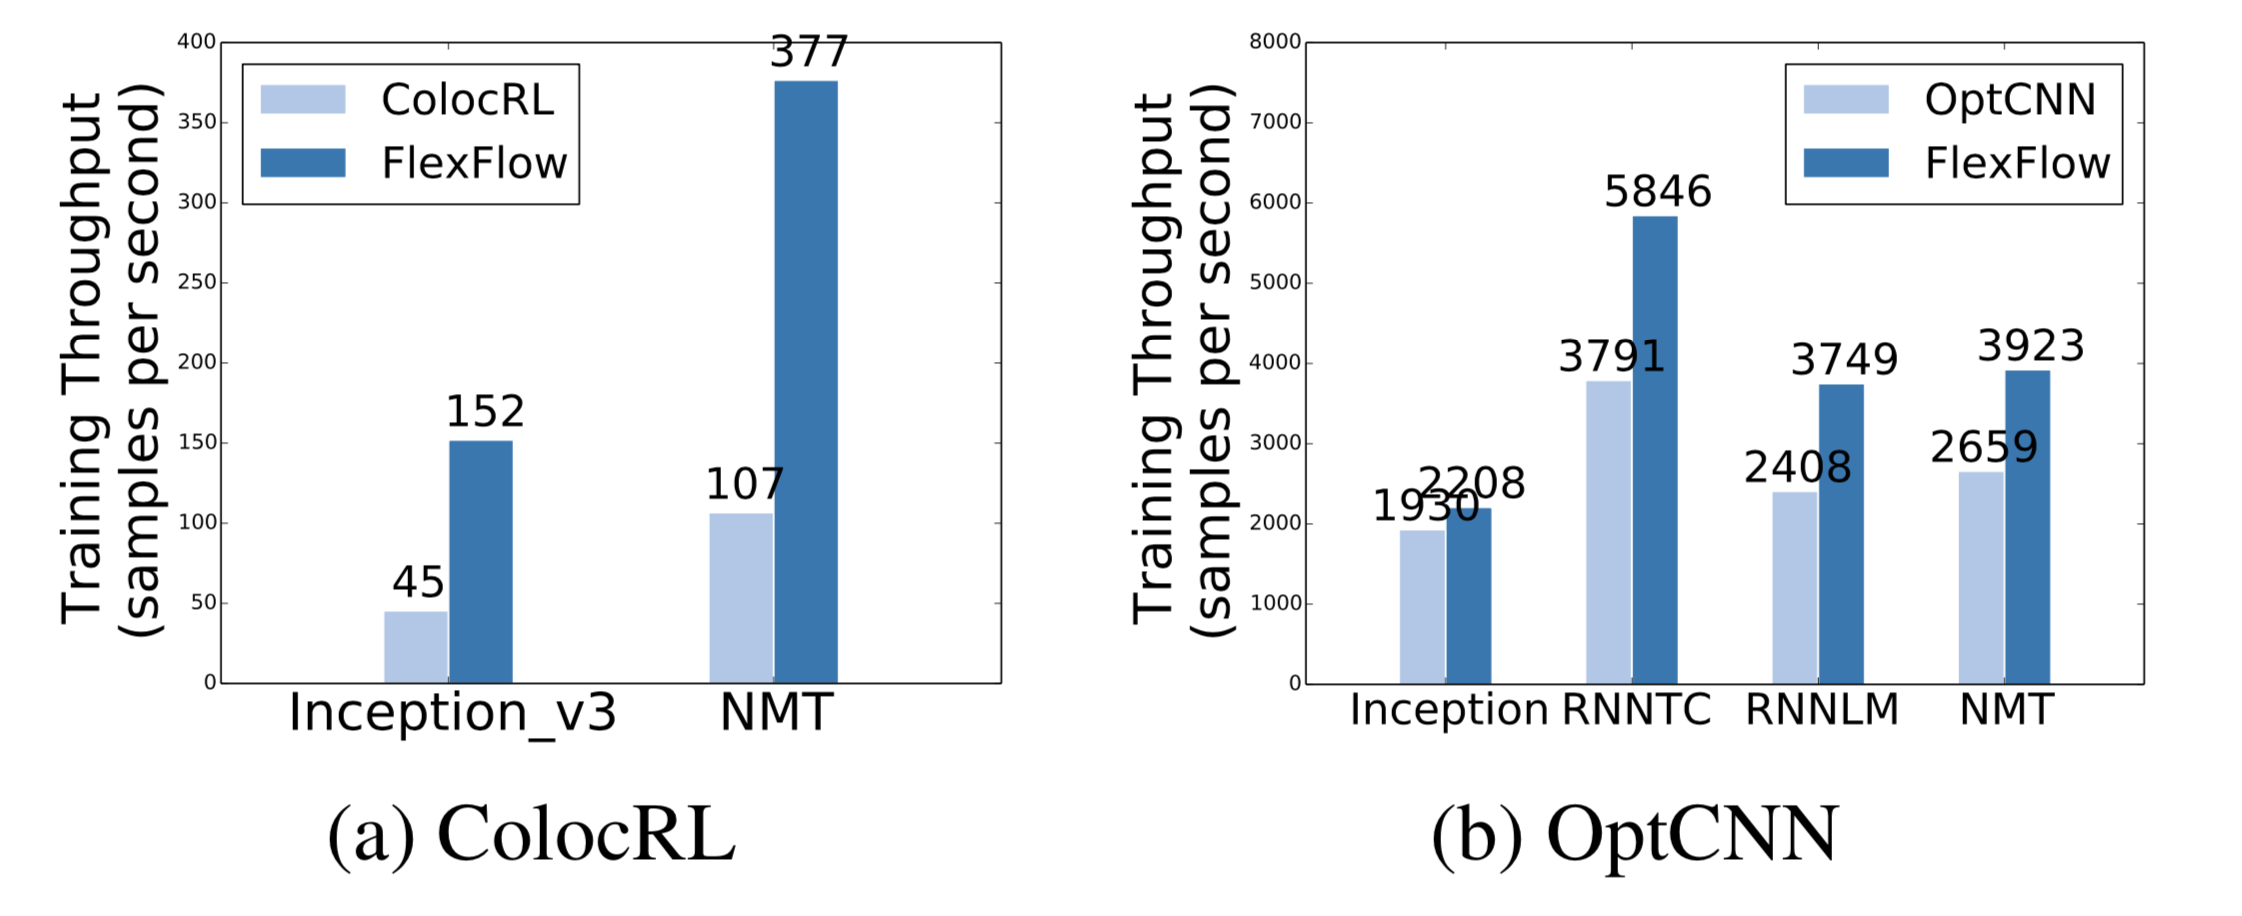 Training Throughput
(samples per second)
400
350
300
250
200
150
100
50
0
ColocRL
FlexFlow
45
152
107
377
Inception_v3
NMT
(a) ColocRL
Training Throughput
(samples per second)
8000
7000
6000
5000
4000
3000
2000
1000
0
OptCNN
FlexFlow
1930
2208
3791
5846
2408
3749
2659
3923
Inception
RNNTC
RNNLM
NMT
(b) OptCNN